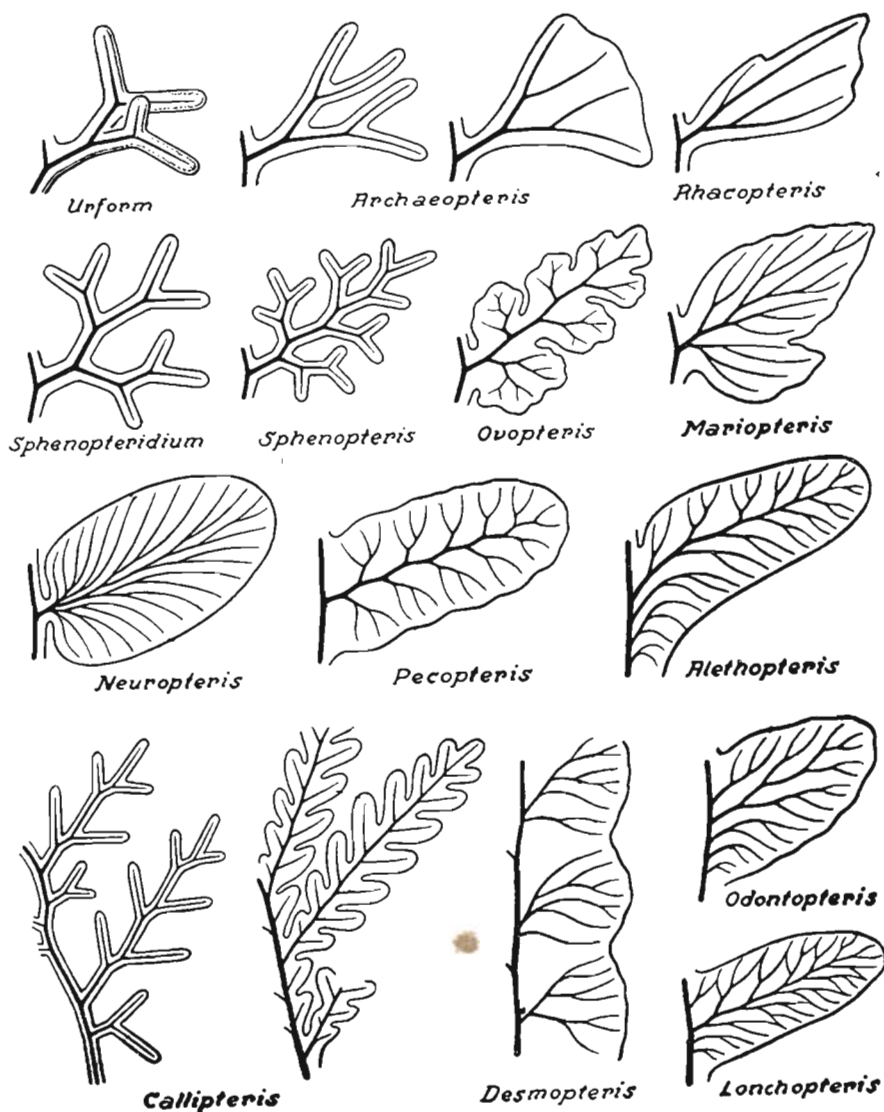 Urform
Archaeopteris
Rhacopteris
Sphenopteridium
Sphenopteris
Ovopteris
Mariopteris
Neuropteris
Pecopteris
Alethopteris
Odontopteris
Callipteris
Desmopteris
Lonchopteris